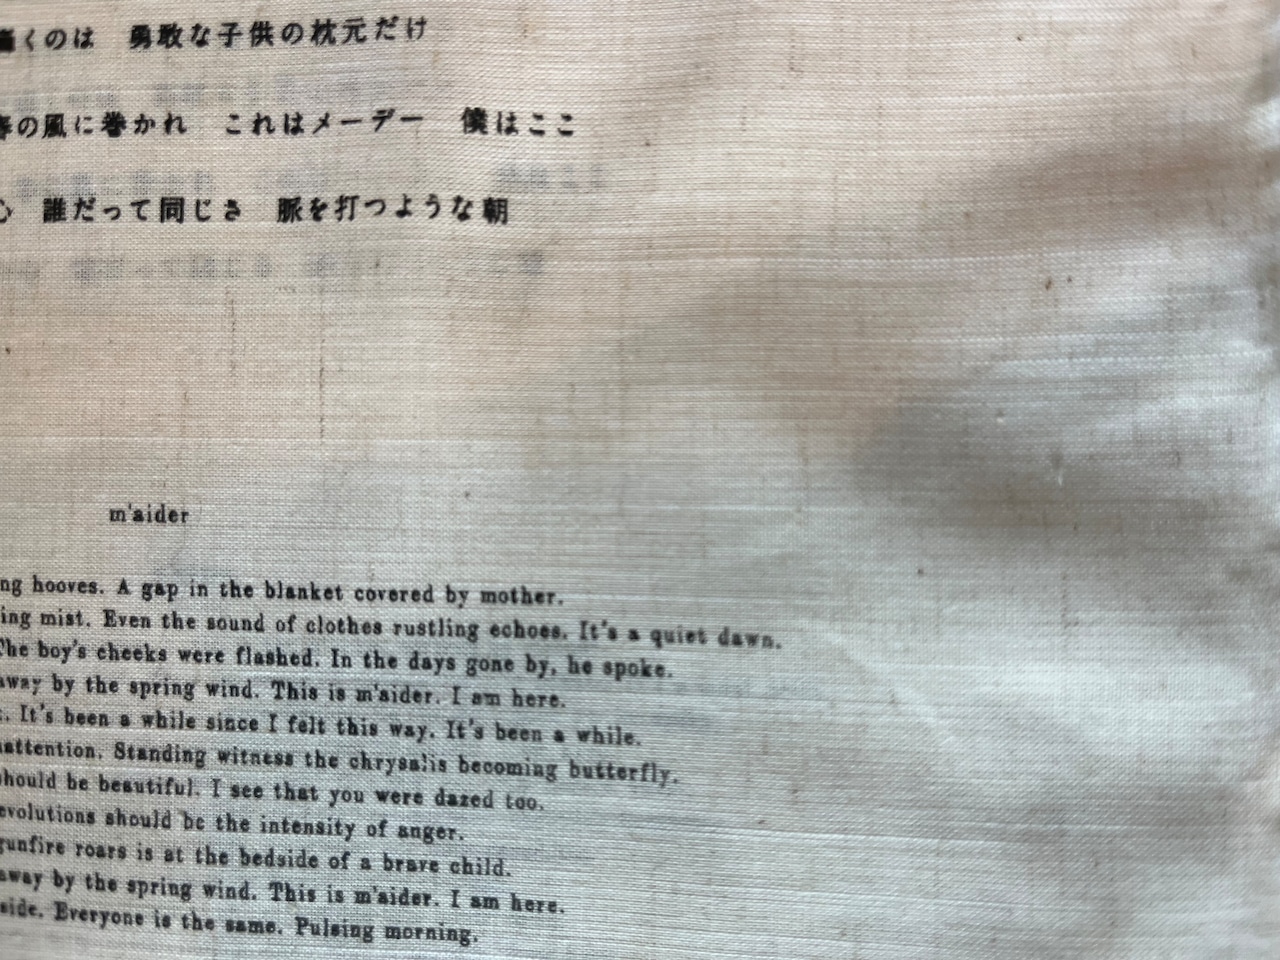 くのは　勇敢な子供の枕元だけ
春の風に巻かれ　これはメーデー　僕はここ
心　誰だって同じさ　脈を打つような朝
m'aider
ng hooves. A gap in the blanket covered by mother.
ing mist. Even the sound of clothes rustling echoes. It's a quiet dawn.
The boy's cheeks were flashed. In the days gone by, he spoke.
away by the spring wind. This is m'aider. I am here.
. It's been a while since I felt this way. It's been a while.
nattention. Standing witness the chrysalis becoming butterfly.
should be beautiful. I see that you were dazed too.
evolutions should be the intensity of anger.
gunfire roars is at the bedside of a brave child.
away by the spring wind. This is m'aider. I am here.
side. Everyone is the same. Pulsing morning.